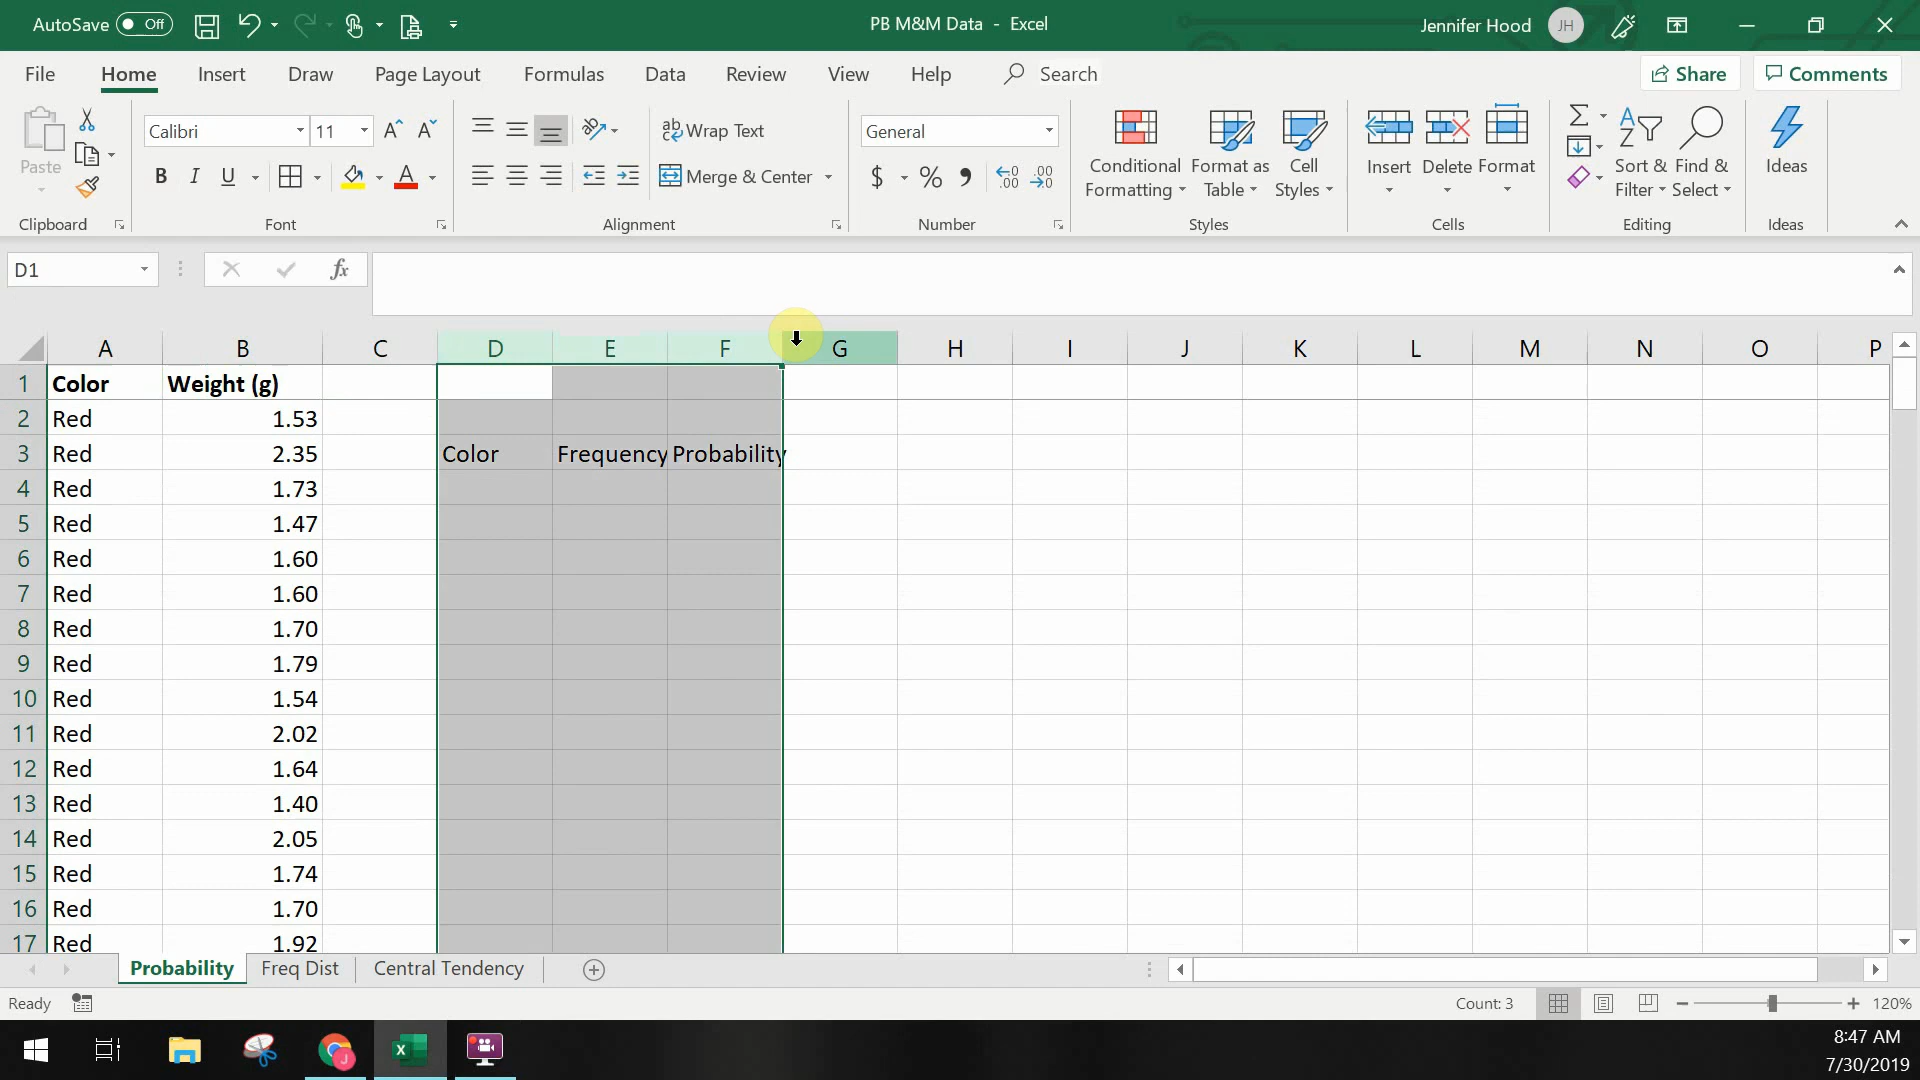 AutoSave Off
PB M&M Data - Excel
Jennifer Hood JH
File Home Insert Draw Page Layout Formulas Data Review View Help Search Share Comments
Paste
Clipboard
Calibri 11
B I U
Font
Wrap Text
Merge & Center
Alignment
General
$ % 9 .00 .00
Number
Conditional Formatting
Format as Table
Cell Styles
Styles
Insert Delete Format
Cells
Sort & Filter
Find & Select
Editing
Ideas
Ideas
D1 fx
A B C D E F G H I J K L M N O P
1 Color Weight (g)
2 Red 1.53
3 Red 2.35 Color Frequency Probability
4 Red 1.73
5 Red 1.47
6 Red 1.60
7 Red 1.60
8 Red 1.70
9 Red 1.79
10 Red 1.54
11 Red 2.02
12 Red 1.64
13 Red 1.40
14 Red 2.05
15 Red 1.74
16 Red 1.70
17 Red 1.92
Probability Freq Dist Central Tendency
Ready Count: 3 120%
8:47 AM
7/30/2019